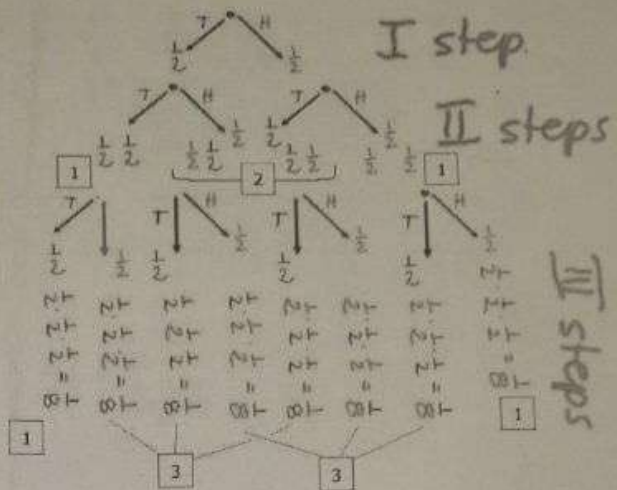 T H I step.
1/2 1/2
T H T H II steps
1/2 1/2 1/2 1/2 1/2 1/2 1/2 1/2
1/2 1/2
1 2 1
T T H T H T H
1/2 1/2 1/2 1/2 1/2 1/2 1/2 1/2
III steps
1/2 · 1/2 · 1/2 = 1/8
1/2 · 1/2 · 1/2 = 1/8
1/2 · 1/2 · 1/2 = 1/8
1/2 · 1/2 · 1/2 = 1/8
1/2 · 1/2 · 1/2 = 1/8
1/2 · 1/2 · 1/2 = 1/8
1/2 · 1/2 · 1/2 = 1/8
1/2 · 1/2 · 1/2 = 1/8
1 3 3 1